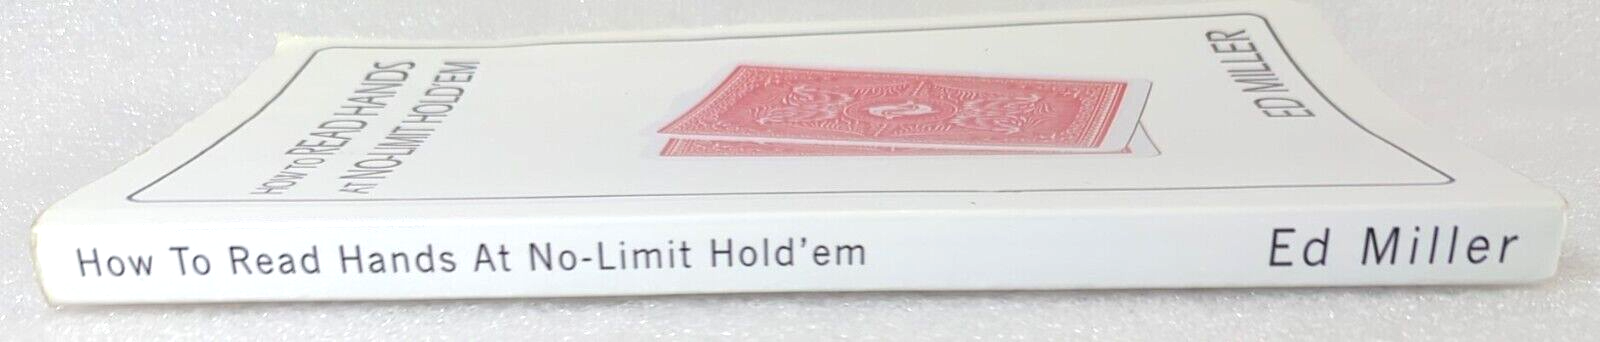 HOW TO READ HANDS
AT NO-LIMIT HOLD'EM
ED MILLER
How To Read Hands At No-Limit Hold'em
Ed Miller